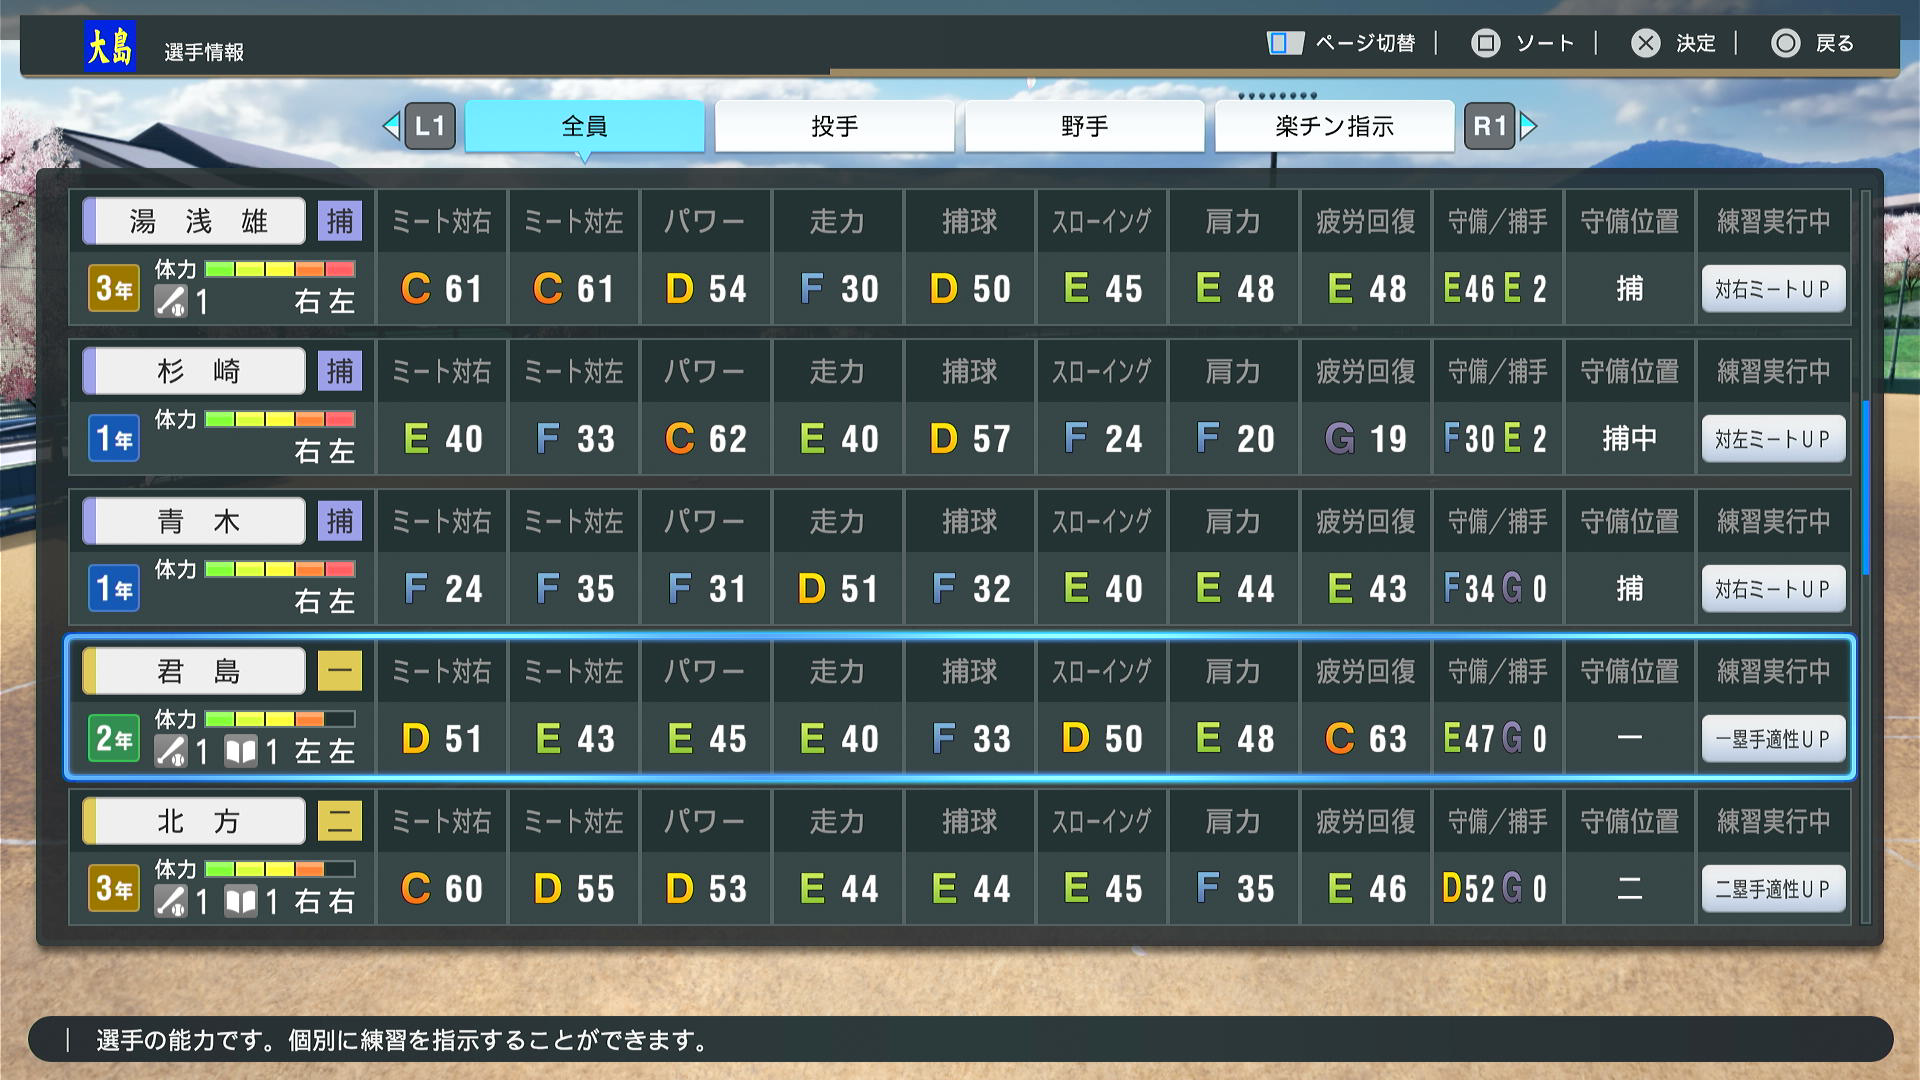 大島 選手情報 ページ切替 ソート 決定 戻る
L1 全員 投手 野手 楽チン指示 R1
湯浅雄 捕 ミート対右 ミート対左 パワー 走力 捕球 スローイング 肩力 疲労回復 守備/捕手 守備位置 練習実行中
3年 体力 1 右左 C 61 C 61 D 54 F 30 D 50 E 45 E 48 E 48 E46 E 2 捕 対右ミートUP
杉崎 捕 ミート対右 ミート対左 パワー 走力 捕球 スローイング 肩力 疲労回復 守備/捕手 守備位置 練習実行中
1年 体力 右左 E 40 F 33 C 62 E 40 D 57 F 24 F 20 G 19 F30 E 2 捕中 対左ミートUP
青木 捕 ミート対右 ミート対左 パワー 走力 捕球 スローイング 肩力 疲労回復 守備/捕手 守備位置 練習実行中
1年 体力 右左 F 24 F 35 F 31 D 51 F 32 E 40 E 44 E 43 F34 G 0 捕 対右ミートUP
君島 一 ミート対右 ミート対左 パワー 走力 捕球 スローイング 肩力 疲労回復 守備/捕手 守備位置 練習実行中
2年 体力 1 1 左左 D 51 E 43 E 45 E 40 F 33 D 50 E 48 C 63 E47 G 0 一 一塁手適性UP
北方 二 ミート対右 ミート対左 パワー 走力 捕球 スローイング 肩力 疲労回復 守備/捕手 守備位置 練習実行中
3年 体力 1 1 右右 C 60 D 55 D 53 E 44 E 44 E 45 F 35 E 46 D52 G 0 二 二塁手適性UP
選手の能力です。個別に練習を指示することができます。